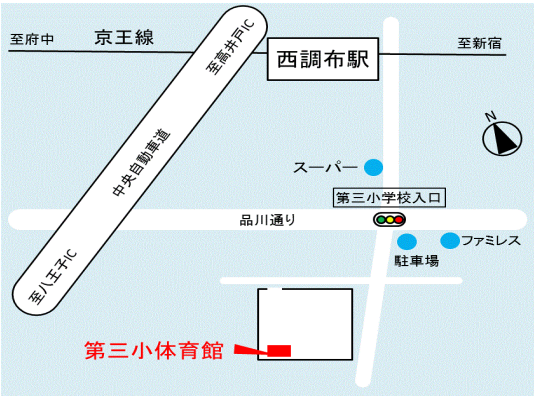 至府中
京王線
至高井戸IC
西調布駅
至新宿
N
中央自動車道
スーパー
第三小学校入口
品川通り
ファミレス
駐車場
至八王子IC
第三小体育館